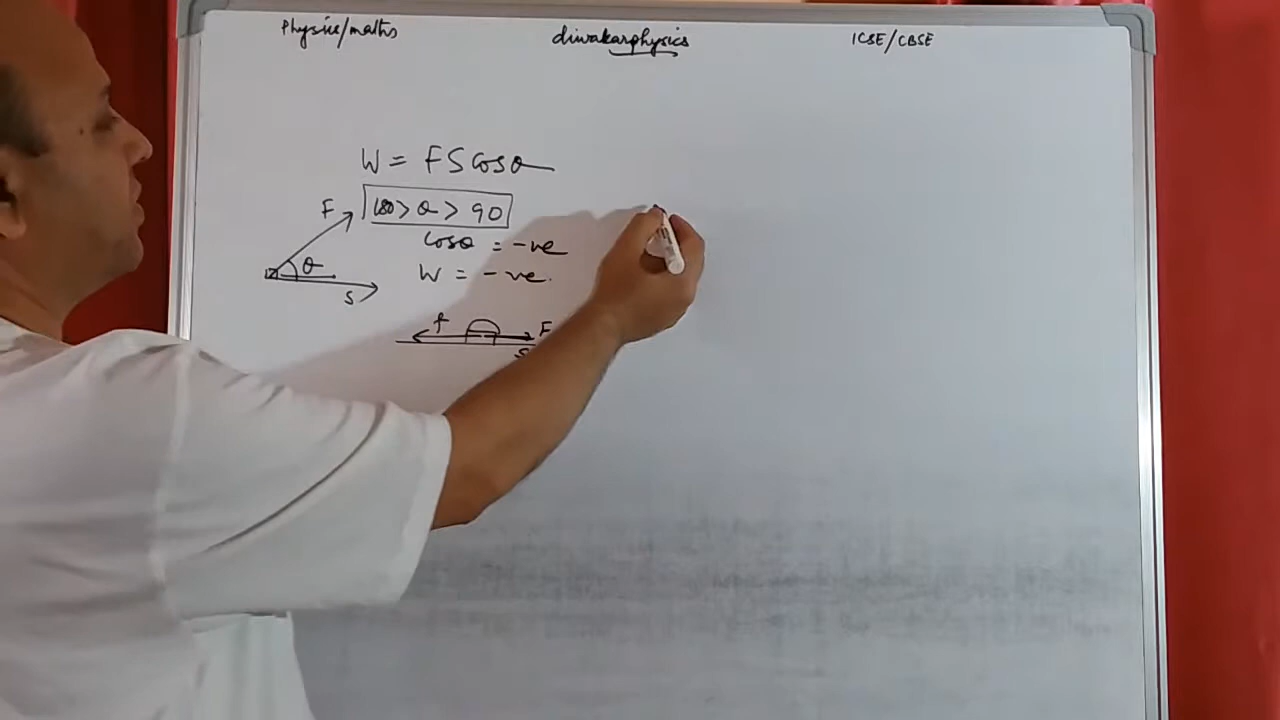 Physics/maths
diwakarphysics
ICSE/CBSE
W = FS cosθ
180 > θ > 90
F
cosθ = -ve
θ
W = -ve.
S
f
F
S